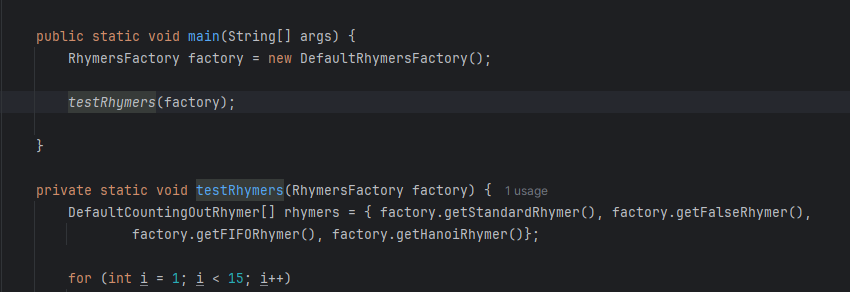 public static void main(String[] args) {
RhymersFactory factory = new DefaultRhymersFactory();
testRhymers(factory);
}
private static void testRhymers(RhymersFactory factory) { 1 usage
DefaultCountingOutRhymer[] rhymers = { factory.getStandardRhymer(), factory.getFalseRhymer(),
factory.getFIFORhymer(), factory.getHanoiRhymer()};
for (int i = 1; i < 15; i++)